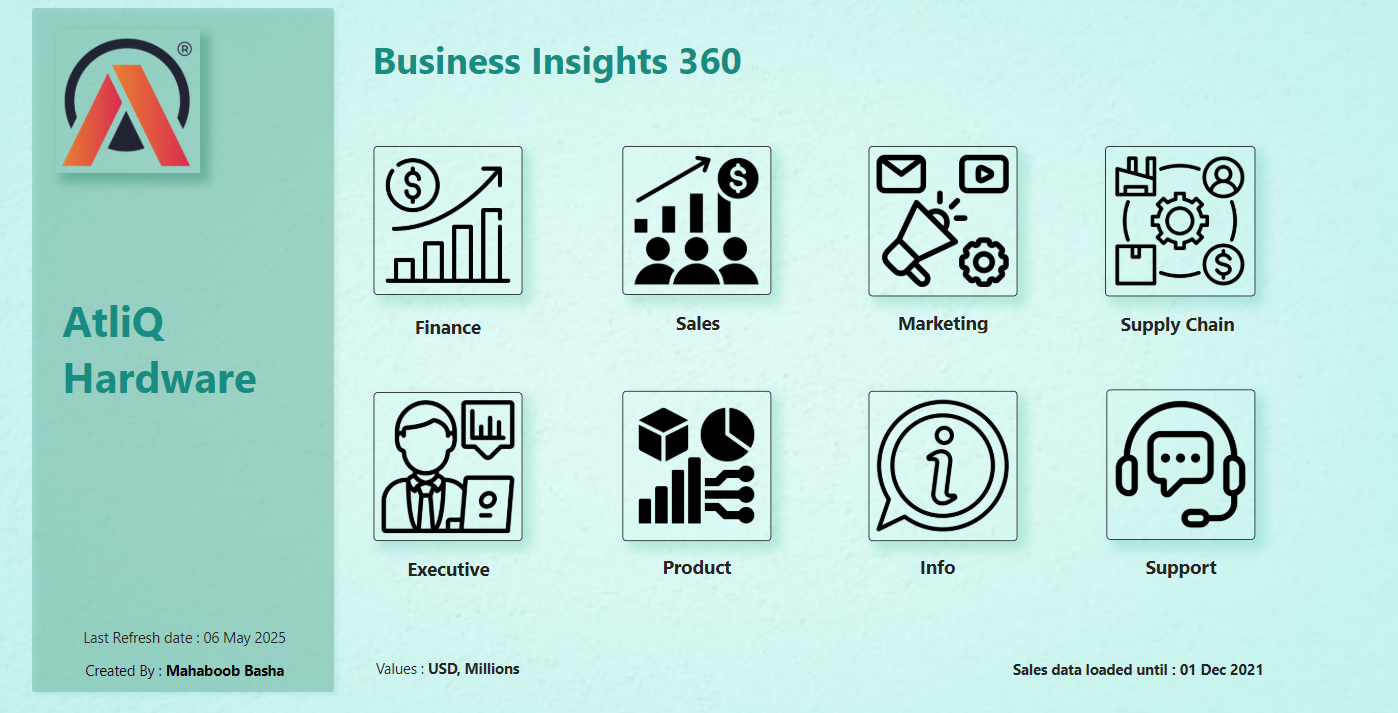 ®
Business Insights 360
AtliQ
Hardware
Finance
Sales
Marketing
Supply Chain
Executive
Product
Info
Support
Last Refresh date : 06 May 2025
Created By : Mahaboob Basha
Values : USD, Millions
Sales data loaded until : 01 Dec 2021